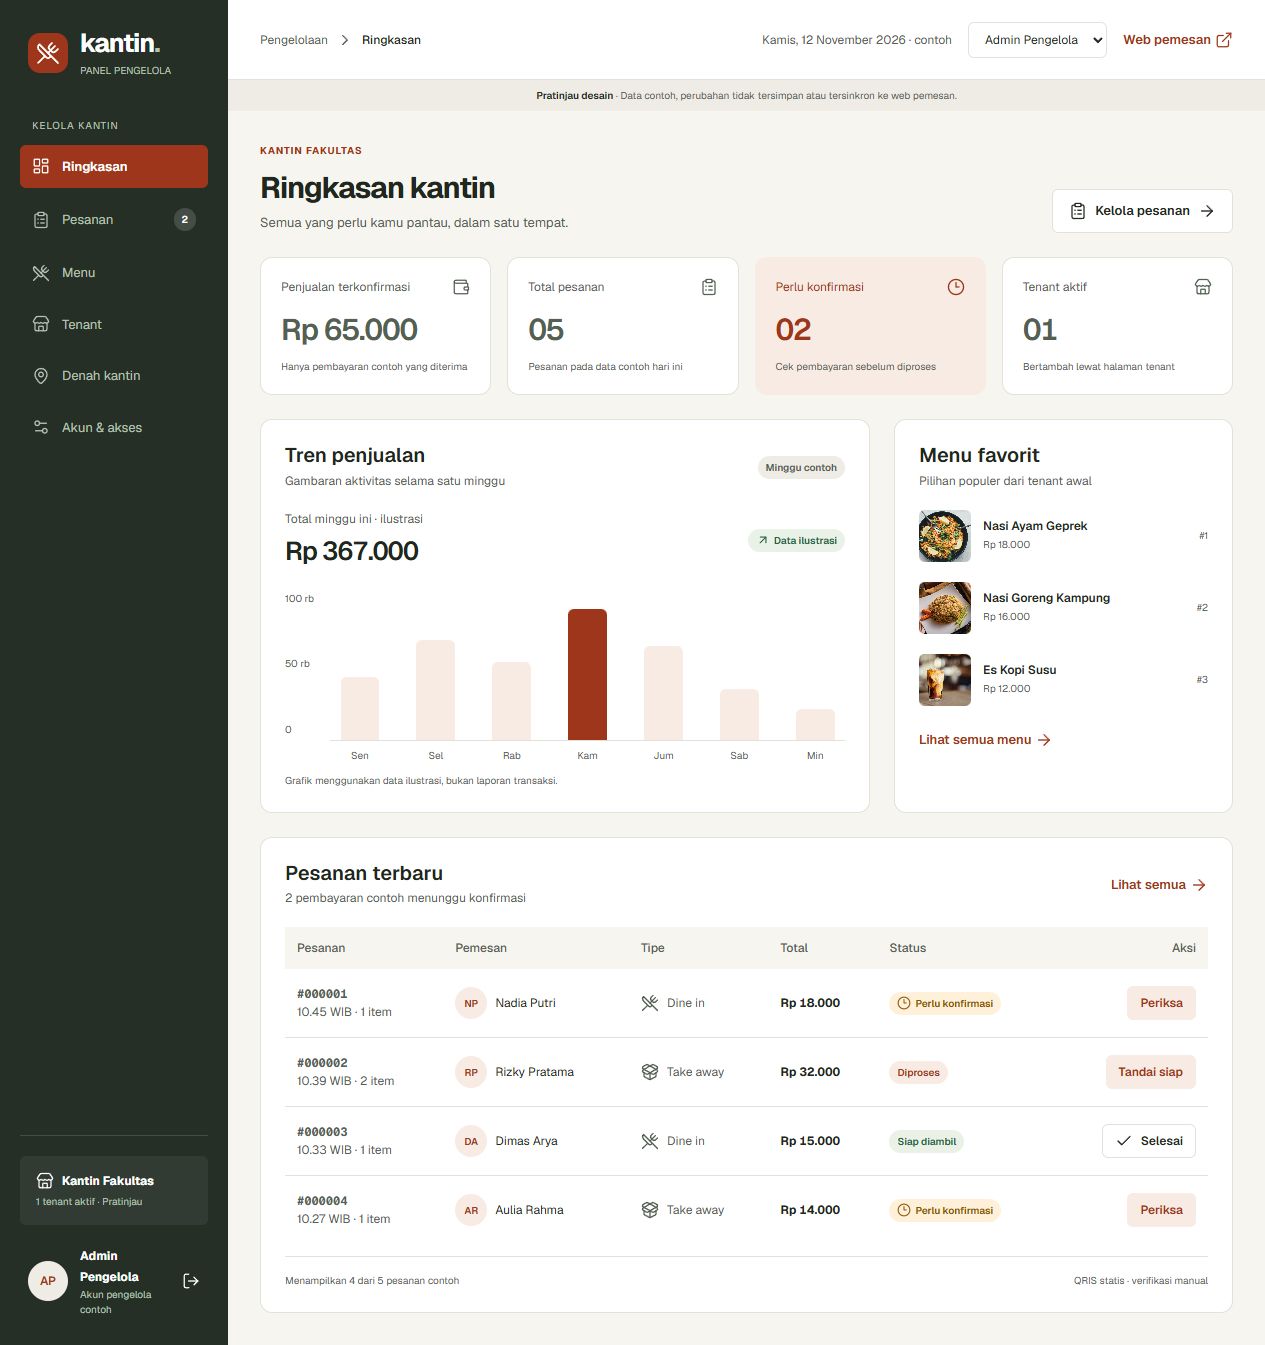 kantin.
PANEL PENGELOLA
KELOLA KANTIN
Ringkasan
Pesanan 2
Menu
Tenant
Denah kantin
Akun & akses
Kantin Fakultas
1 tenant aktif · Pratinjau
AP
Admin
Pengelola
Akun pengelola
contoh
Pengelolaan > Ringkasan
Kamis, 12 November 2026 · contoh
Admin Pengelola
Web pemesan
Pratinjau desain · Data contoh, perubahan tidak tersimpan atau tersinkron ke web pemesan.
KANTIN FAKULTAS
Ringkasan kantin
Semua yang perlu kamu pantau, dalam satu tempat.
Kelola pesanan
Penjualan terkonfirmasi
Rp 65.000
Hanya pembayaran contoh yang diterima
Total pesanan
05
Pesanan pada data contoh hari ini
Perlu konfirmasi
02
Cek pembayaran sebelum diproses
Tenant aktif
01
Bertambah lewat halaman tenant
Tren penjualan
Gambaran aktivitas selama satu minggu
Minggu contoh
Total minggu ini · ilustrasi
Rp 367.000
Data ilustrasi
100 rb
50 rb
0
Sen Sel Rab Kam Jum Sab Min
Grafik menggunakan data ilustrasi, bukan laporan transaksi.
Menu favorit
Pilihan populer dari tenant awal
Nasi Ayam Geprek
Rp 18.000
#1
Nasi Goreng Kampung
Rp 16.000
#2
Es Kopi Susu
Rp 12.000
#3
Lihat semua menu
Pesanan terbaru
2 pembayaran contoh menunggu konfirmasi
Lihat semua
Pesanan Pemesan Tipe Total Status Aksi
#000001
10.45 WIB · 1 item
NP Nadia Putri Dine in Rp 18.000 Perlu konfirmasi Periksa
#000002
10.39 WIB · 2 item
RP Rizky Pratama Take away Rp 32.000 Diproses Tandai siap
#000003
10.33 WIB · 1 item
DA Dimas Arya Dine in Rp 15.000 Siap diambil Selesai
#000004
10.27 WIB · 1 item
AR Aulia Rahma Take away Rp 14.000 Perlu konfirmasi Periksa
Menampilkan 4 dari 5 pesanan contoh
QRIS statis · verifikasi manual